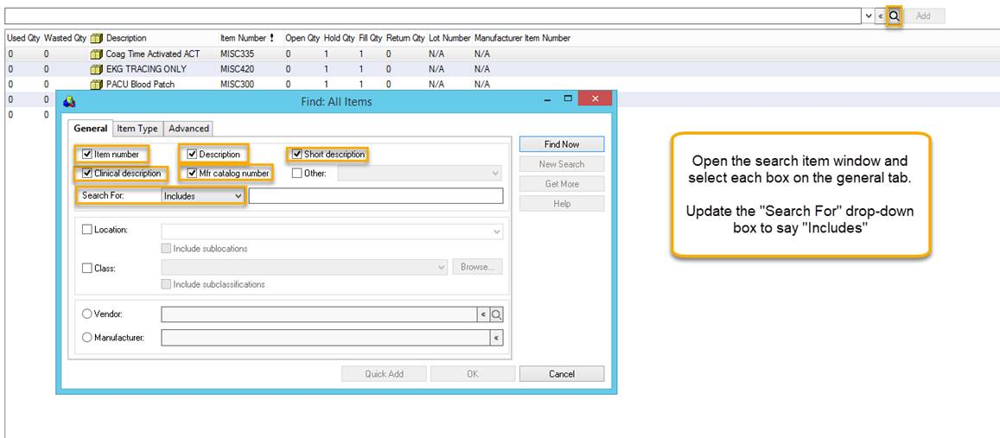 Add
Used Qty Wasted Qty Description Item Number ! Open Qty Hold Qty Fill Qty Return Qty Lot Number Manufacturer Item Number
0 0 Coag Time Activated ACT MISC335 0 1 1 0 N/A N/A
0 0 EKG TRACING ONLY MISC420 0 1 1 0 N/A N/A
0 0 PACU Blood Patch MISC300 0 1 1 0 N/A N/A
0 0
0 0
Find: All Items
General Item Type Advanced
Item number Description Short description
Clinical description Mfr catalog number Other:
Search For: Includes
Location:
Include sublocations
Class: Browse...
Include subclassifications
Vendor:
Manufacturer:
Find Now
New Search
Get More
Help
Quick Add OK Cancel
Open the search item window and
select each box on the general tab.
Update the "Search For" drop-down
box to say "Includes"